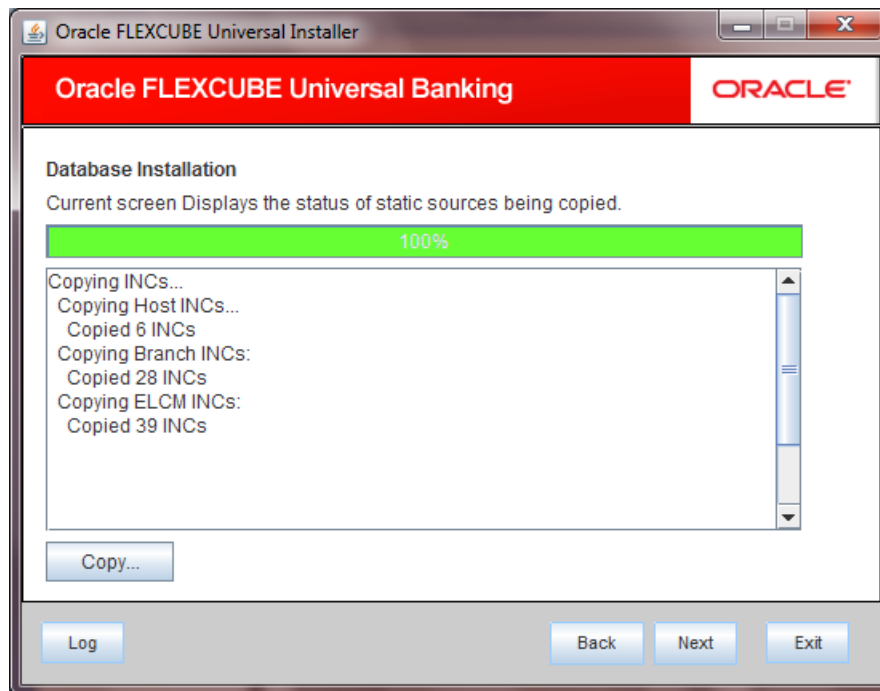 Oracle FLEXCUBE Universal Installer
Oracle FLEXCUBE Universal Banking
ORACLE
Database Installation
Current screen Displays the status of static sources being copied.
100%
Copying INCs...
Copying Host INCs...
Copied 6 INCs
Copying Branch INCs:
Copied 28 INCs
Copying ELCM INCs:
Copied 39 INCs
Copy...
Log
Back
Next
Exit